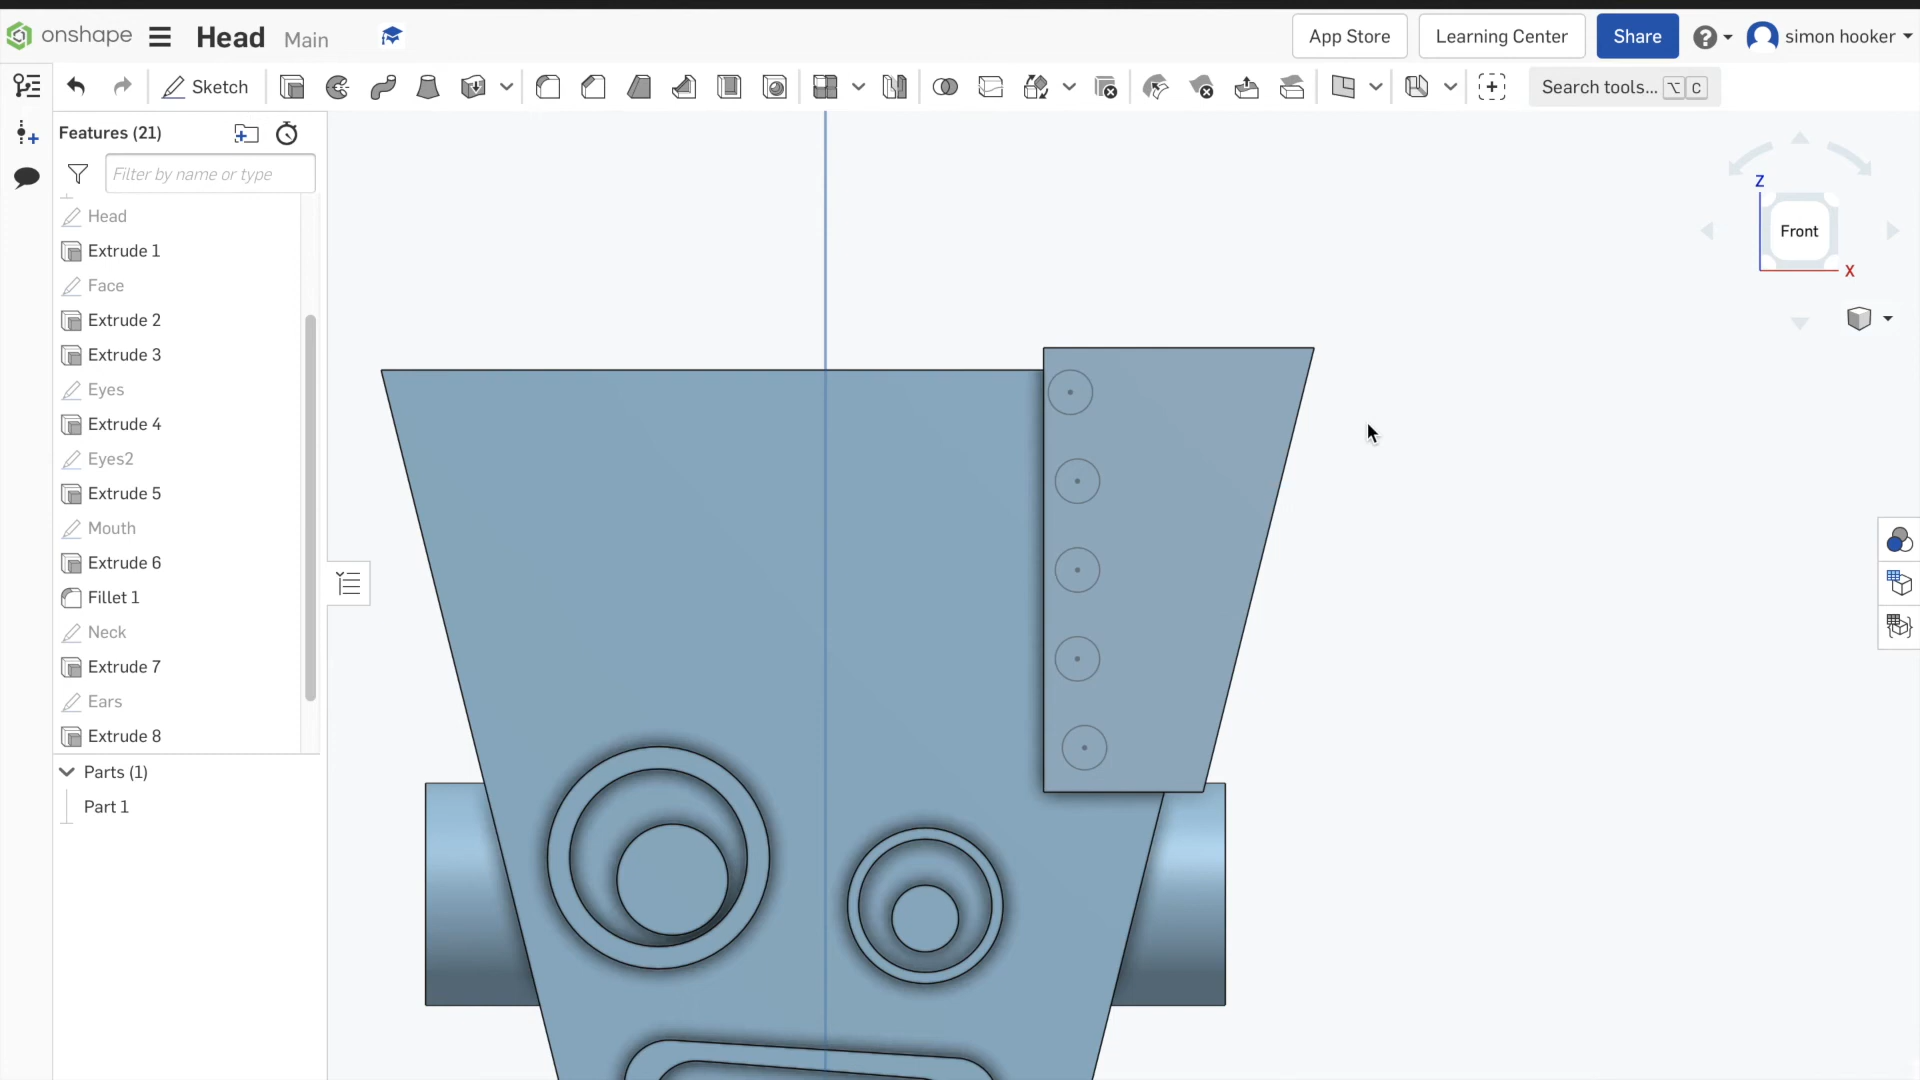 onshape
Head Main
App Store
Learning Center
Share
simon hooker
Sketch
Search tools... ⌥ C
Features (21)
Filter by name or type
Head
Extrude 1
Face
Extrude 2
Extrude 3
Eyes
Extrude 4
Eyes2
Extrude 5
Mouth
Extrude 6
Fillet 1
Neck
Extrude 7
Ears
Extrude 8
Parts (1)
Part 1
Z
Front
X